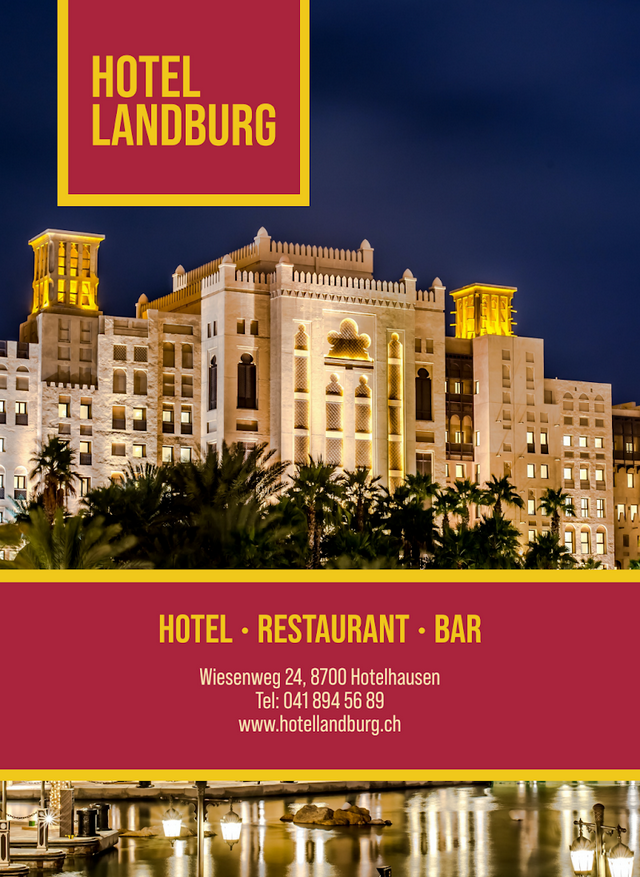 HOTEL
LANDBURG
HOTEL · RESTAURANT · BAR
Wiesenweg 24, 8700 Hotelhausen
Tel: 041 894 56 89
www.hotellandburg.ch